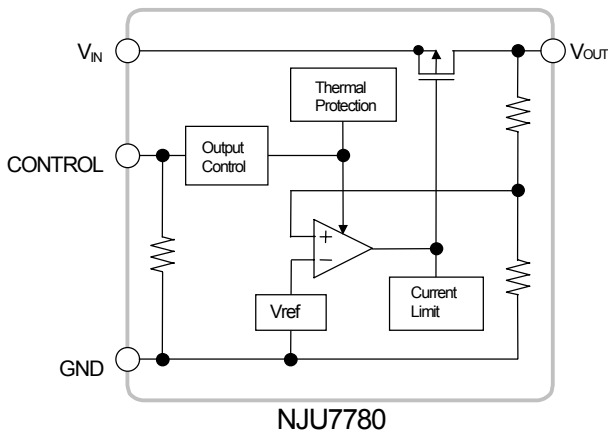 VIN
VOUT
Thermal
Protection
CONTROL
Output
Control
+
−
Vref
Current
Limit
GND
NJU7780